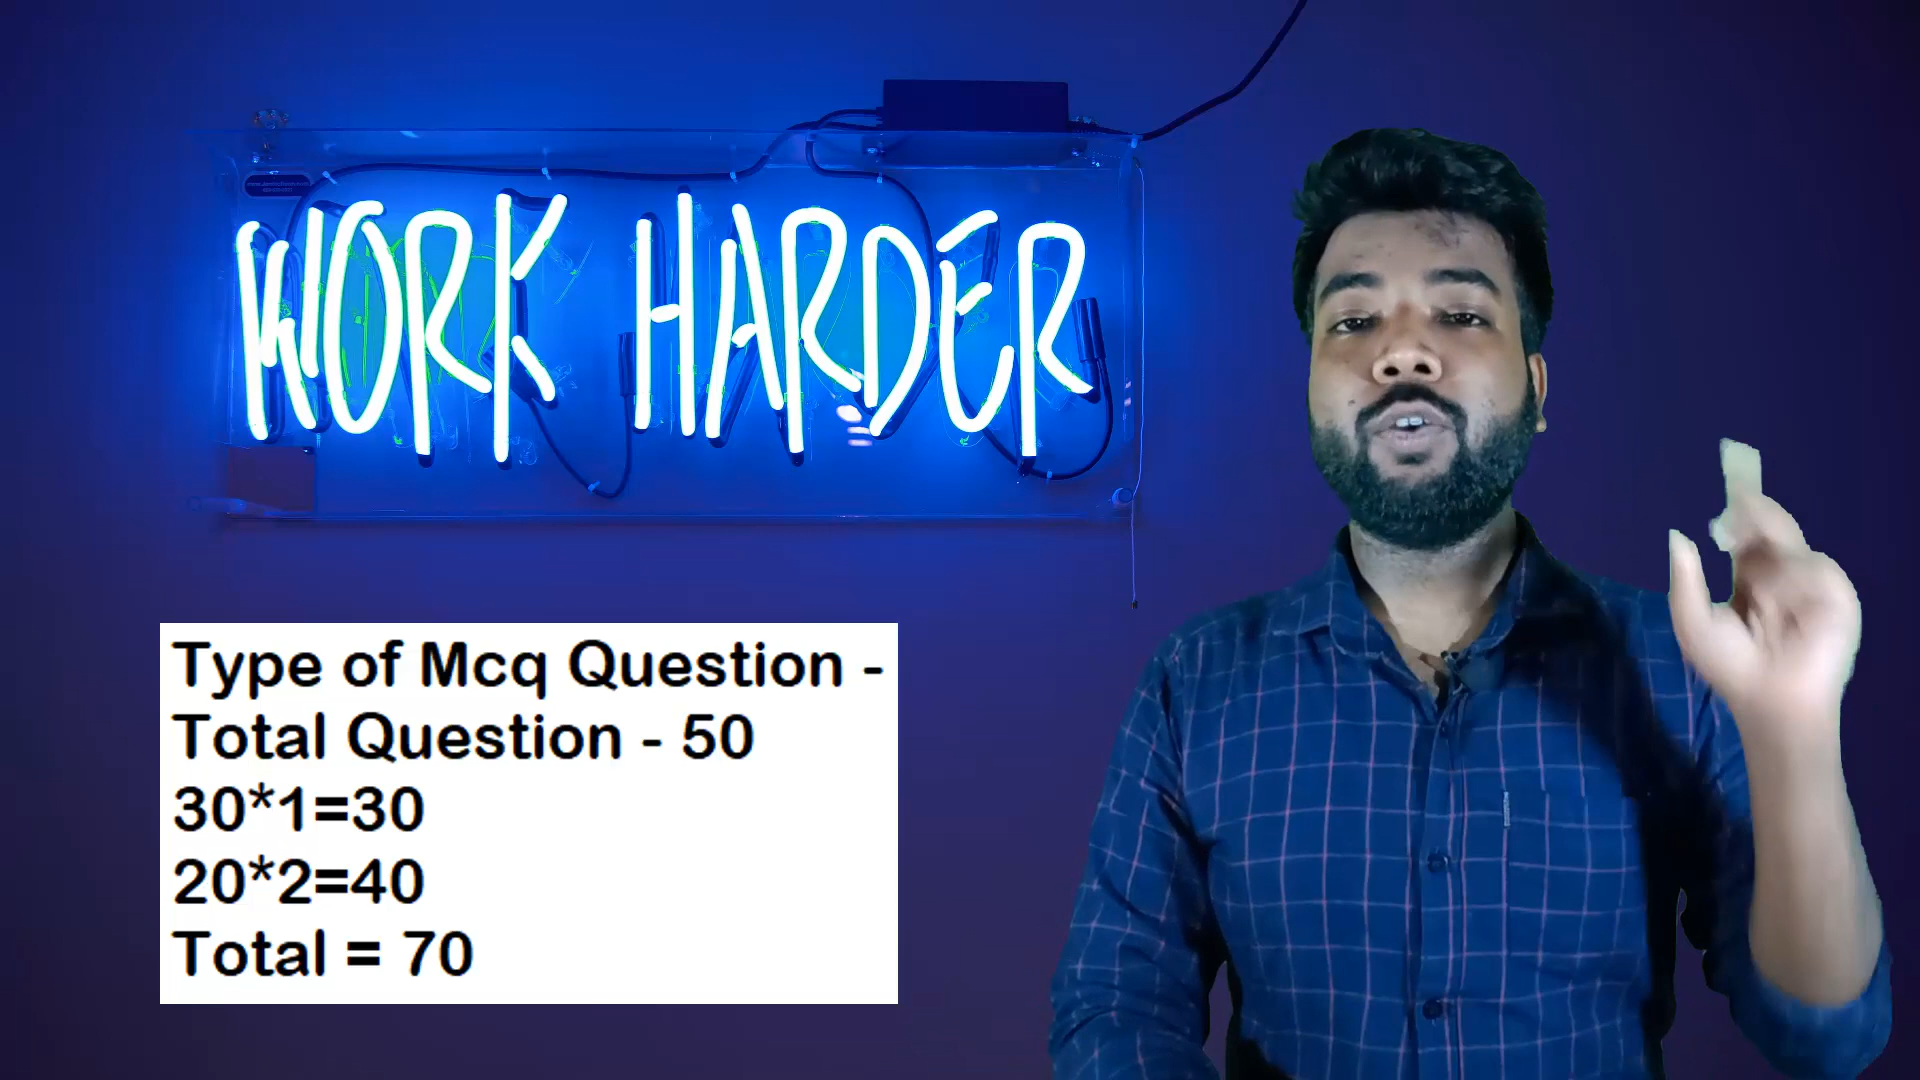 WORK HARDER
Type of Mcq Question -
Total Question - 50
30*1=30
20*2=40
Total = 70